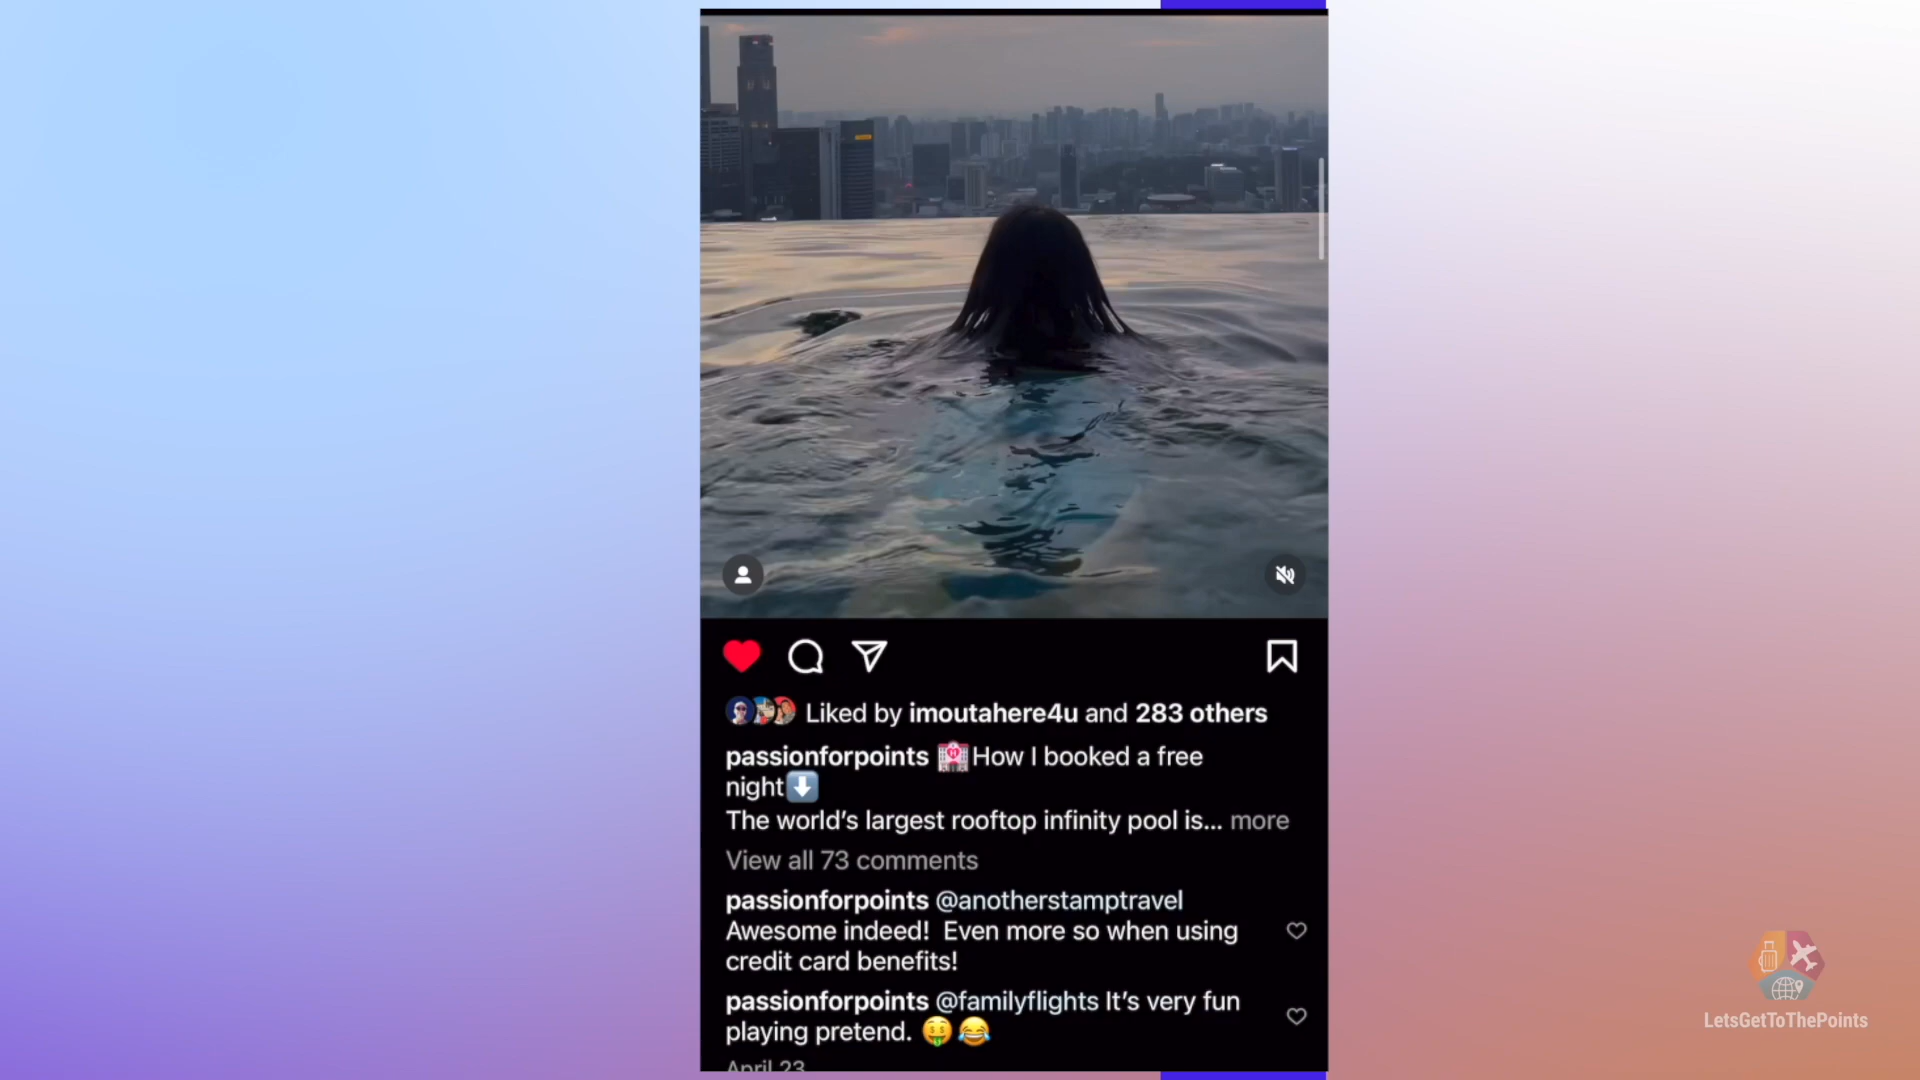 Liked by imoutahere4u and 283 others
passionforpoints 🏩How I booked a free
night⬇️
The world’s largest rooftop infinity pool is... more
View all 73 comments
passionforpoints @anotherstamptravel
Awesome indeed!  Even more so when using
credit card benefits!
passionforpoints @familyflights It’s very fun
playing pretend. 🤑😂
April 23
LetsGetToThePoints